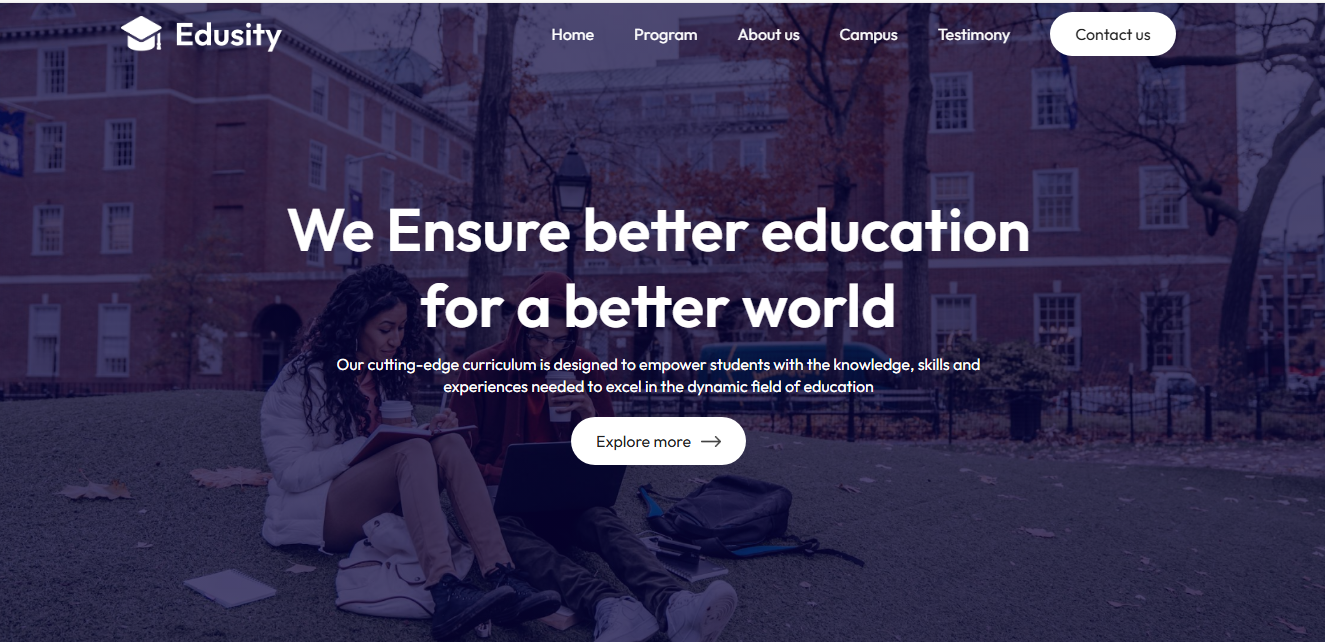 Edusity
Home
Program
About us
Campus
Testimony
Contact us
We Ensure better education
for a better world
Our cutting-edge curriculum is designed to empower students with the knowledge, skills and
experiences needed to excel in the dynamic field of education
Explore more